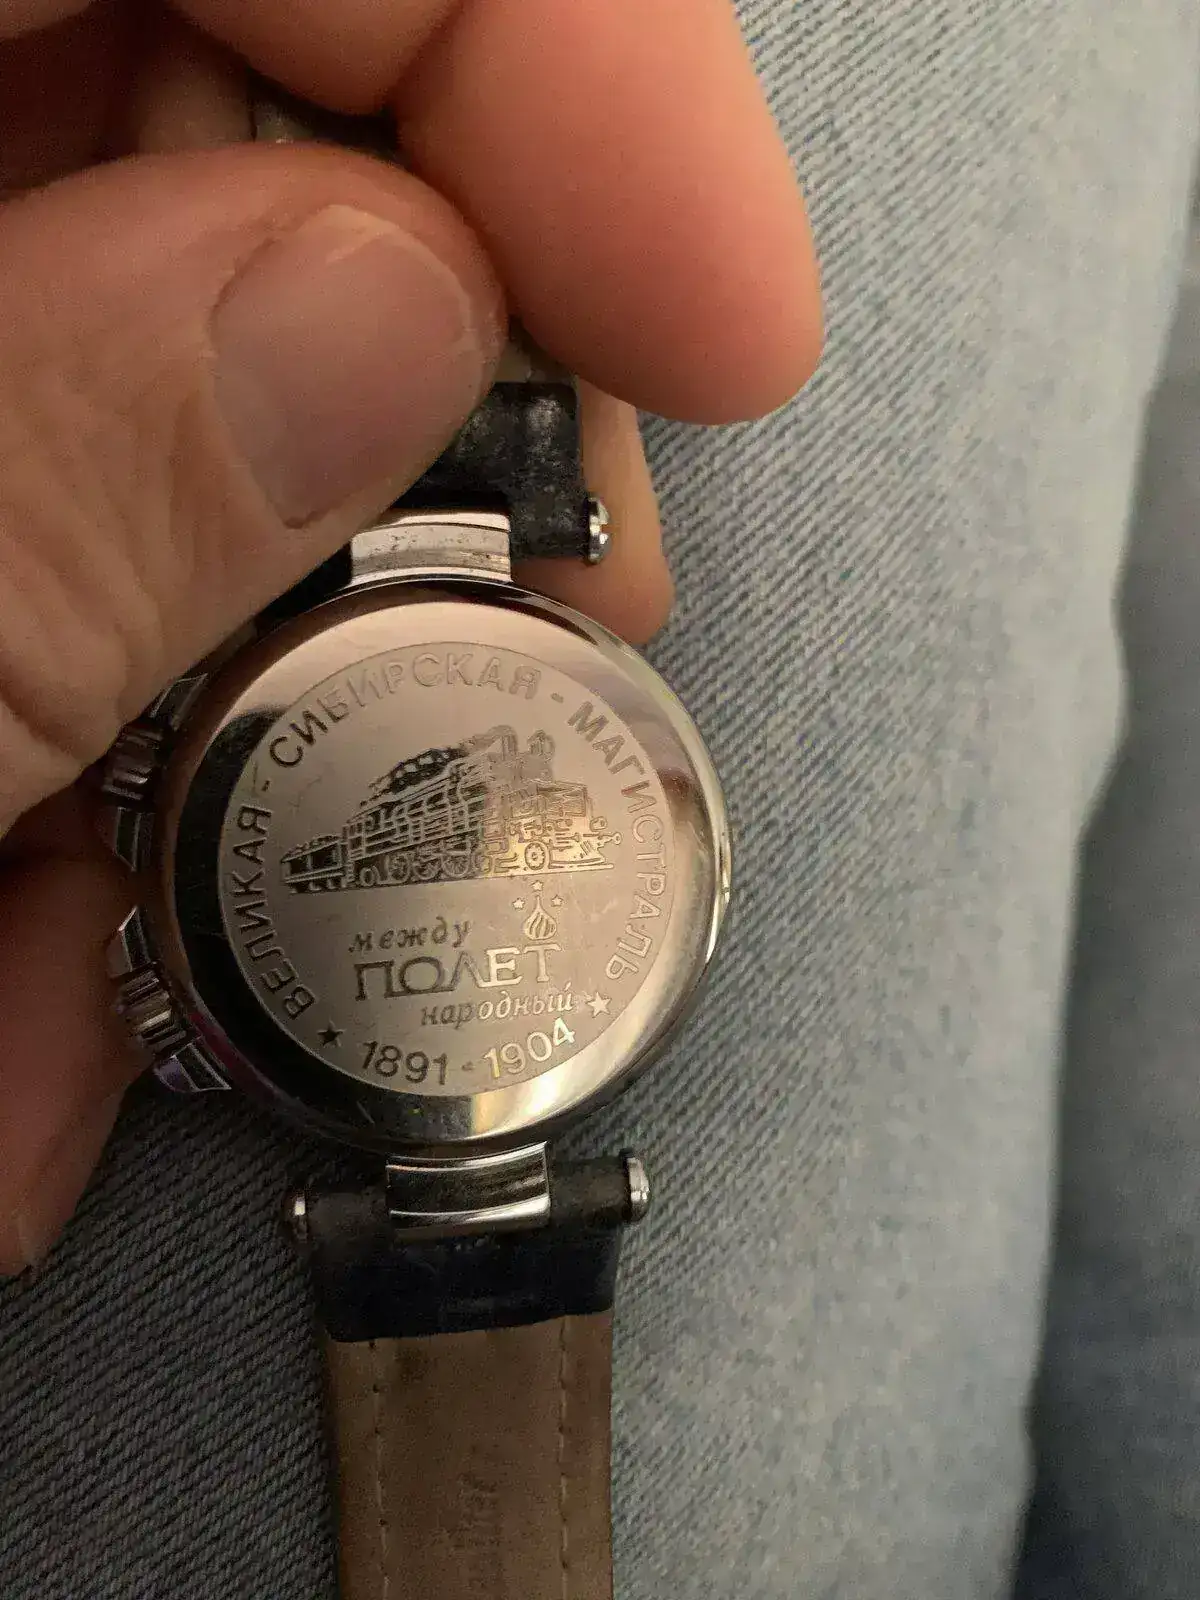 ВЕЛИКАЯ - СИБИРСКАЯ - МАГИСТРАЛЬ
между
ПОЛЕТ
народный
★ 1891 - 1904 ★